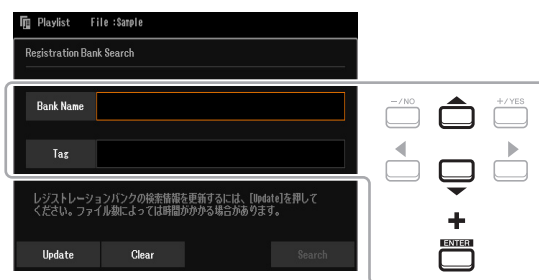 Playlist File :Sample
Registration Bank Search
Bank Name
Tag
レジストレーションバンクの検索情報を更新するには、[Update]を押して
ください。ファイル数によっては時間がかかる場合があります。
Update Clear Search
−/NO +/YES
+
ENTER